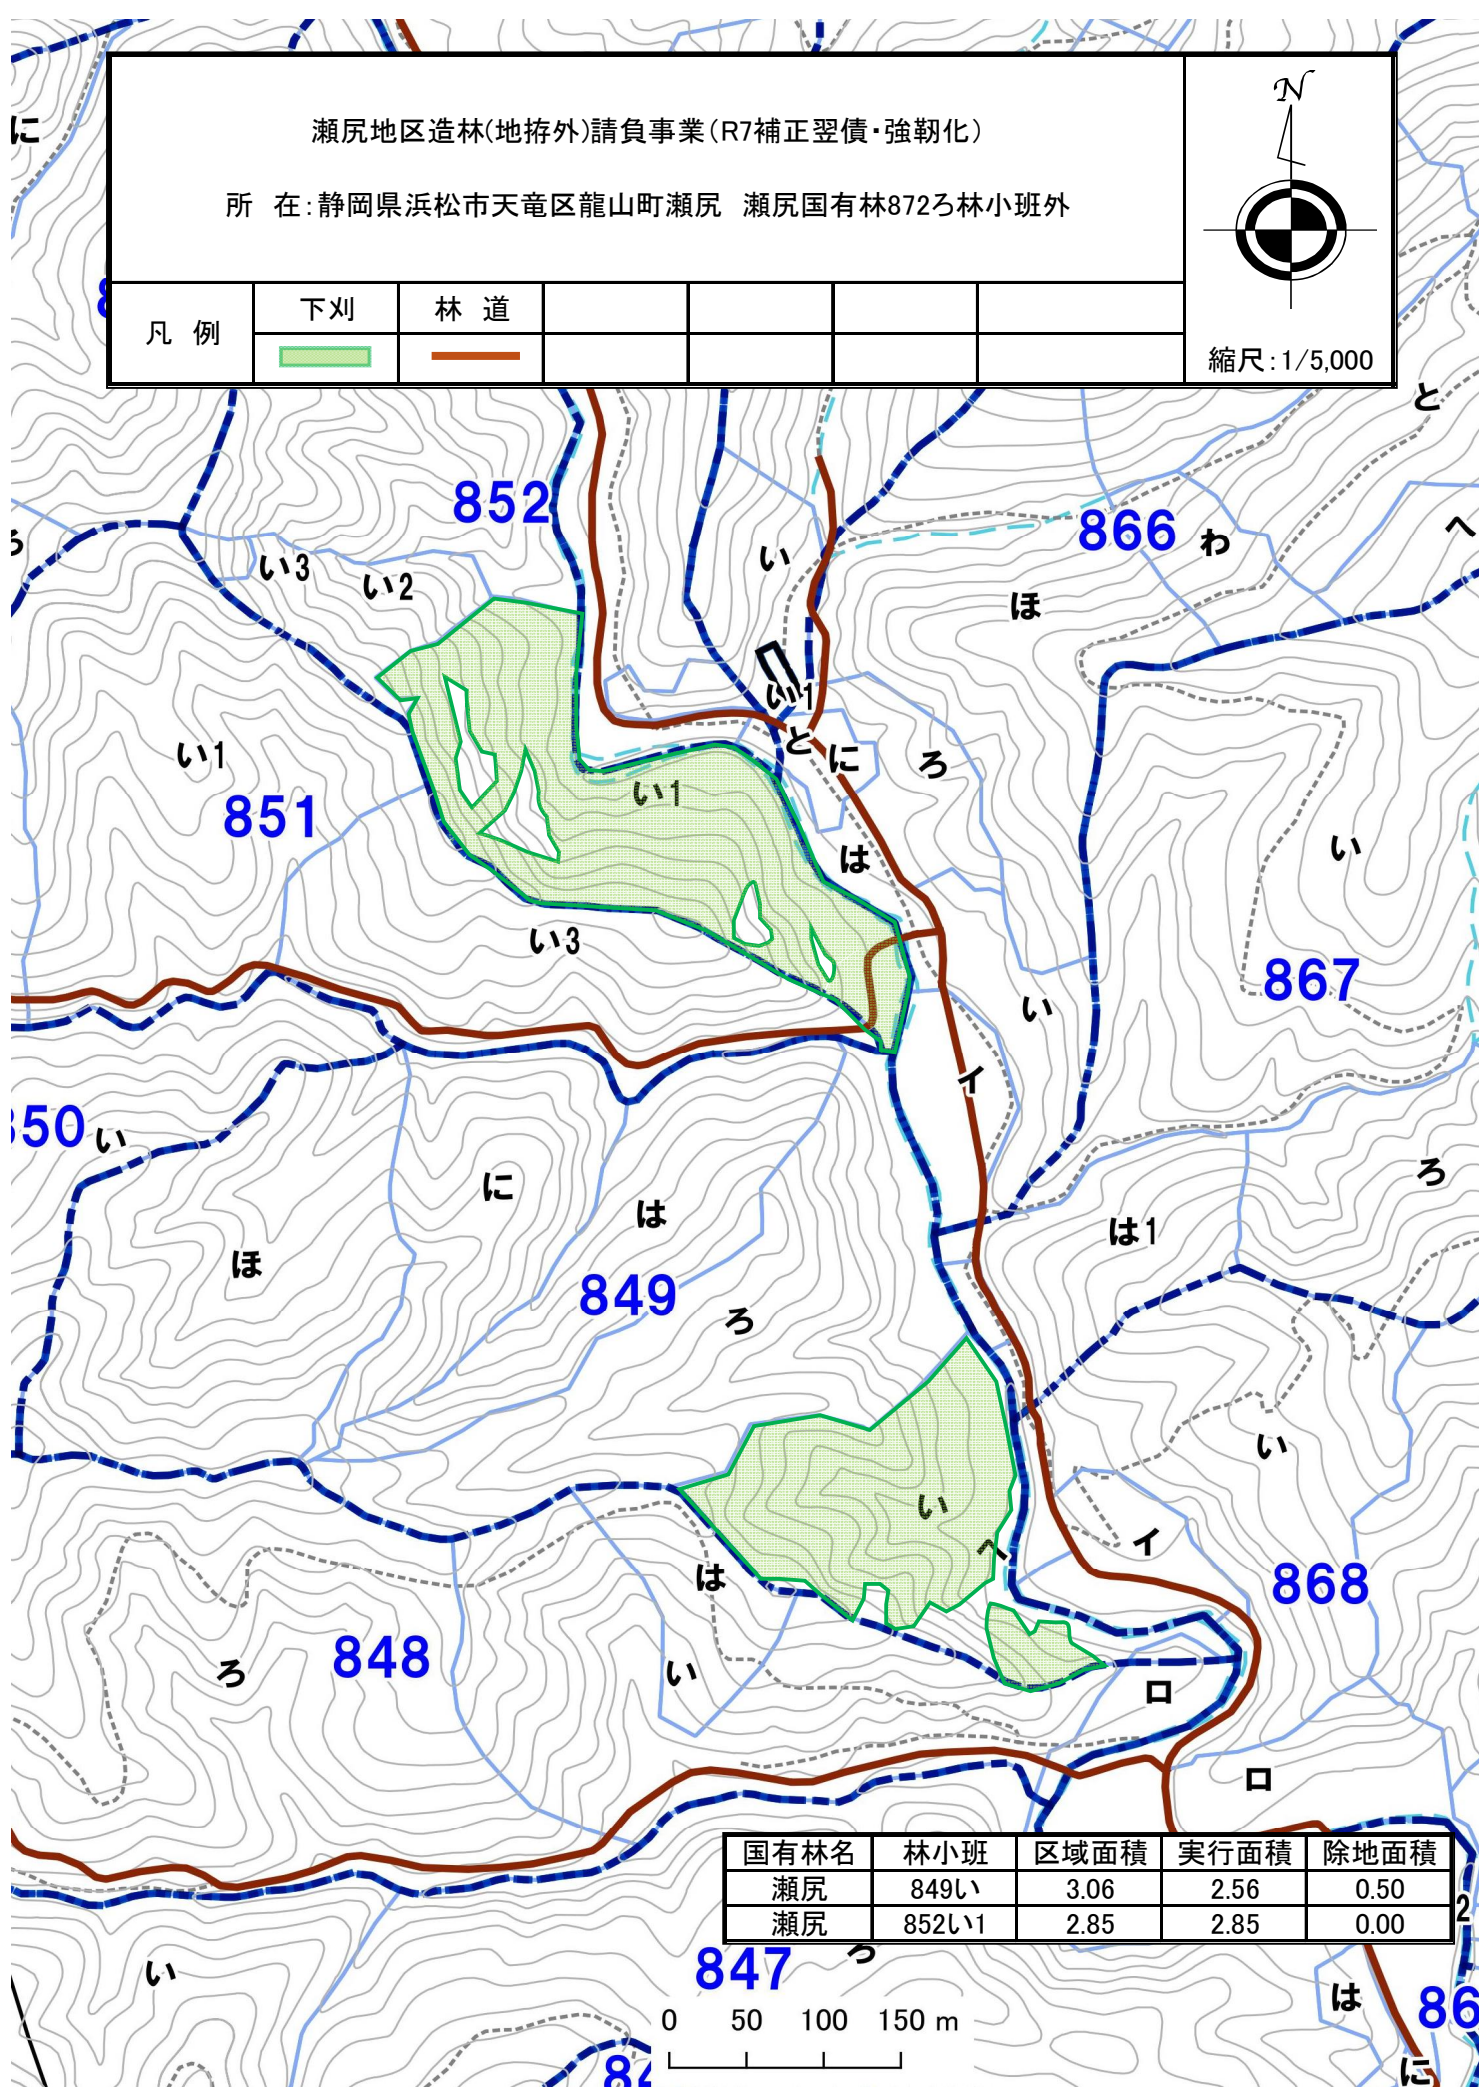 瀬尻地区造林(地拵外)請負事業(R7補正翌債・強靭化)
所 在:静岡県浜松市天竜区龍山町瀬尻 瀬尻国有林872ろ林小班外
N
縮尺:1/5,000
凡 例 下刈 林 道
に
と
852
866 わ
へ
い3
い2
い
ほ
い1
と に ろ
い1
851
い1
は
い
い3
867
い
イ
50 い
に
は
ろ
は1
ほ
849
ろ
い
い
へ
イ
は
868
848
ろ
い
ロ
ロ
国有林名 林小班 区域面積 実行面積 除地面積
瀬尻 849い 3.06 2.56 0.50
瀬尻 852い1 2.85 2.85 0.00
2
847
い
は
86
0 50 100 150 m
に